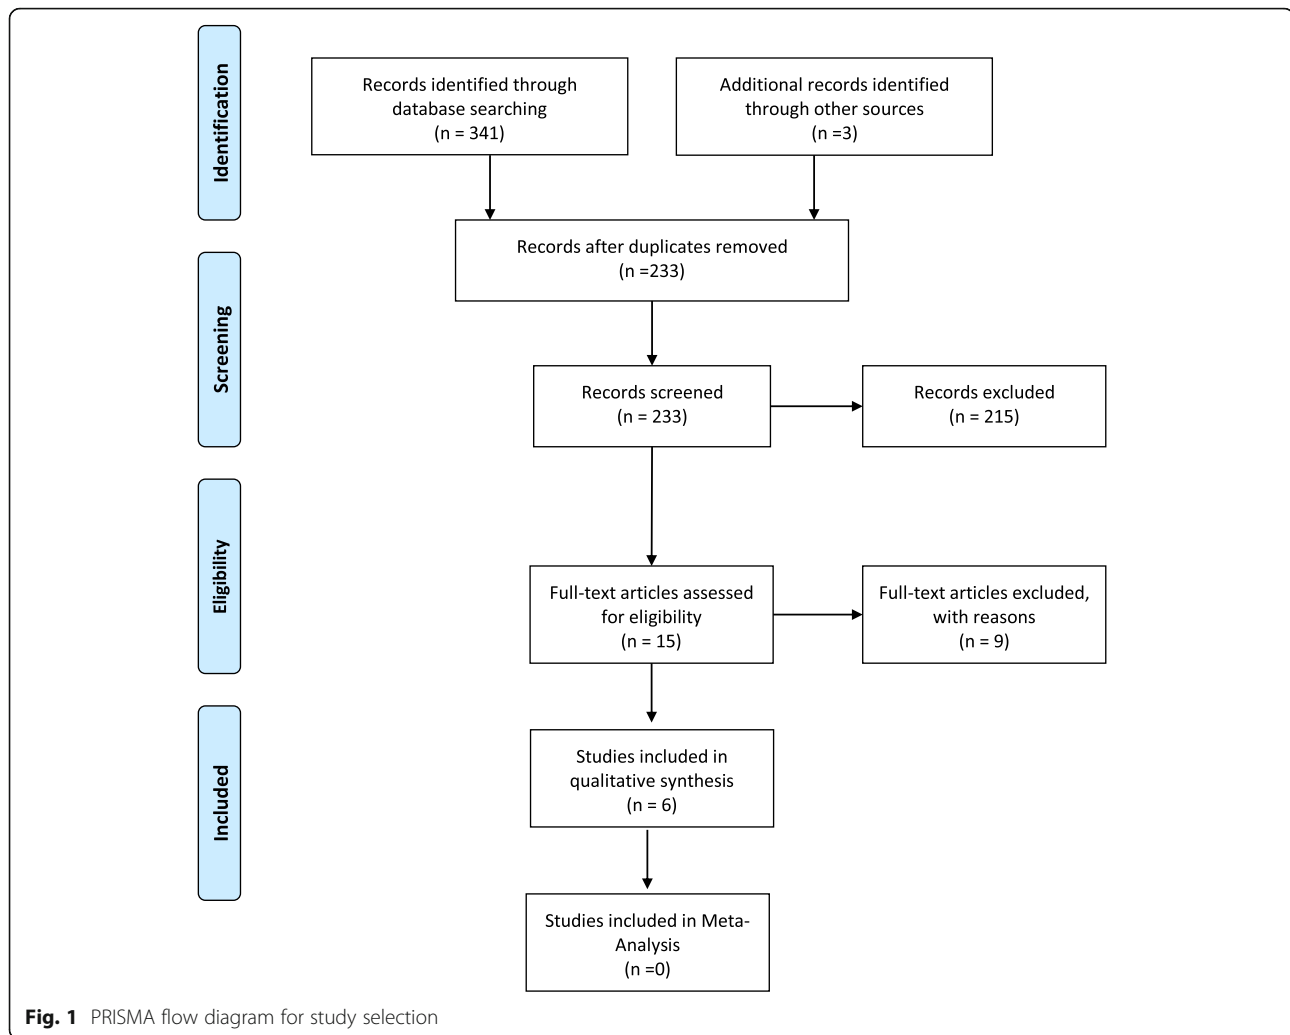 Identification
Records identified through
database searching
(n = 341)
Additional records identified
through other sources
(n =3)
Records after duplicates removed
(n =233)
Screening
Records screened
(n = 233)
Records excluded
(n = 215)
Eligibility
Full-text articles assessed
for eligibility
(n = 15)
Full-text articles excluded,
with reasons
(n = 9)
Included
Studies included in
qualitative synthesis
(n = 6)
Studies included in Meta-
Analysis
(n =0)
Fig. 1 PRISMA flow diagram for study selection